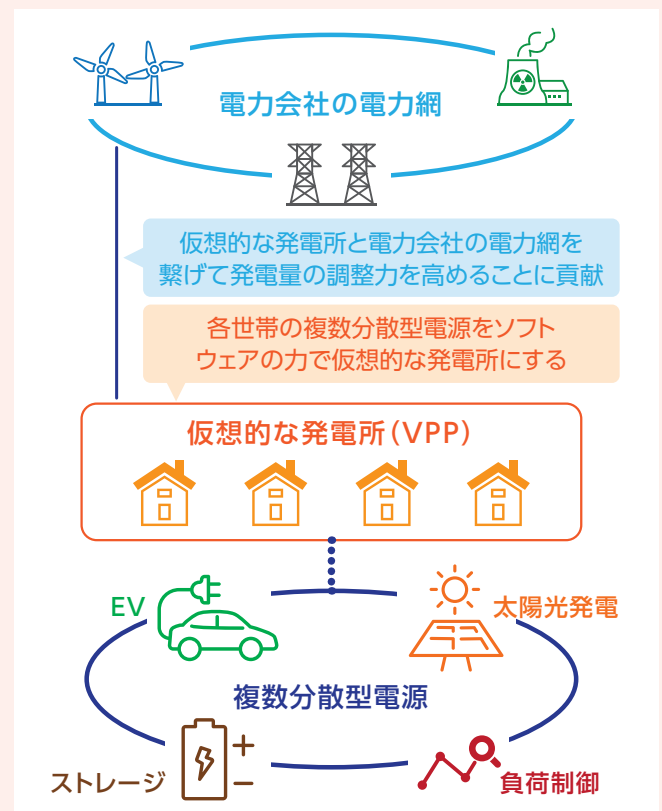 電力会社の電力網
仮想的な発電所と電力会社の電力網を
繋げて発電量の調整力を高めることに貢献
各世帯の複数分散型電源をソフト
ウェアの力で仮想的な発電所にする
仮想的な発電所(VPP)
EV
太陽光発電
複数分散型電源
ストレージ
負荷制御